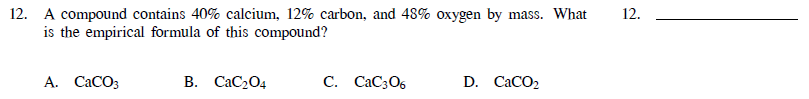 12. A compound contains 40% calcium, 12% carbon, and 48% oxygen by mass. What 12.
is the empirical formula of this compound?
A. CaCO₃ B. CaC₂O₄ C. CaC₃O₆ D. CaCO₂